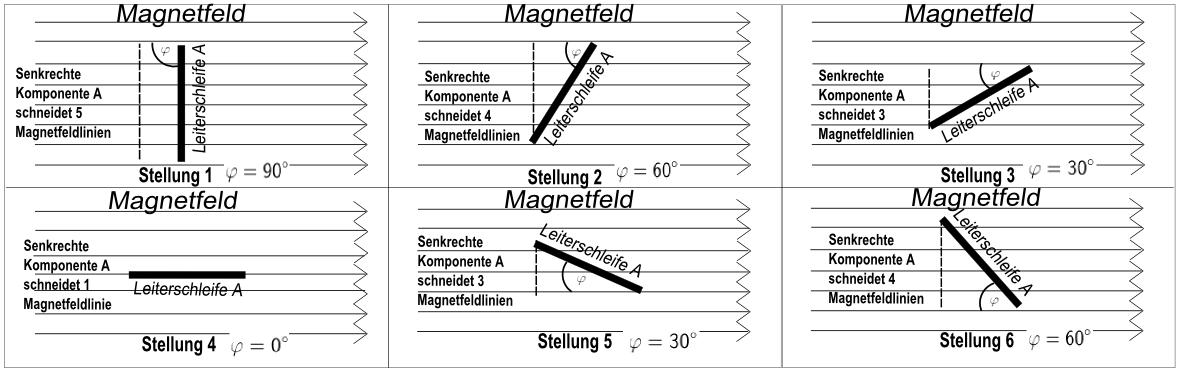 Magnetfeld
φ
Leiterschleife A
Senkrechte
Komponente A
schneidet 5
Magnetfeldlinien
Stellung 1 φ = 90°
Magnetfeld
φ
Leiterschleife A
Senkrechte
Komponente A
schneidet 4
Magnetfeldlinien
Stellung 2 φ = 60°
Magnetfeld
φ
Leiterschleife A
Senkrechte
Komponente A
schneidet 3
Magnetfeldlinien
Stellung 3 φ = 30°
Magnetfeld
Senkrechte
Komponente A
schneidet 1
Magnetfeldlinie
Leiterschleife A
Stellung 4 φ = 0°
Magnetfeld
Leiterschleife A
Senkrechte
Komponente A
schneidet 3
Magnetfeldlinien
φ
Stellung 5 φ = 30°
Magnetfeld
Leiterschleife A
Senkrechte
Komponente A
schneidet 4
Magnetfeldlinien
φ
Stellung 6 φ = 60°